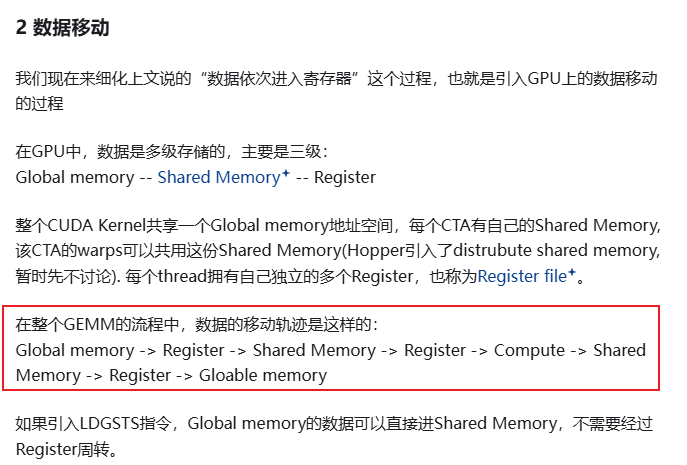 2 数据移动
我们现在来细化上文说的“数据依次进入寄存器”这个过程，也就是引入GPU上的数据移动
的过程
在GPU中，数据是多级存储的，主要是三级：
Global memory -- Shared Memory -- Register
整个CUDA Kernel共享一个Global memory地址空间，每个CTA有自己的Shared Memory,
该CTA的warps可以共用这份Shared Memory(Hopper引入了distrubute shared memory,
暂时先不讨论). 每个thread拥有自己独立的多个Register，也称为Register file。
在整个GEMM的流程中，数据的移动轨迹是这样的：
Global memory -> Register -> Shared Memory -> Register -> Compute -> Shared
Memory -> Register -> Gloable memory
如果引入LDGSTS指令，Global memory的数据可以直接进Shared Memory，不需要经过
Register周转。